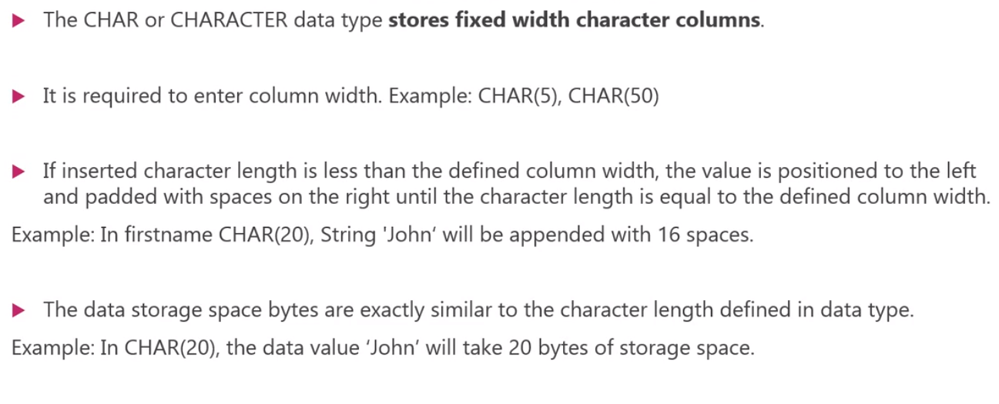 The CHAR or CHARACTER data type stores fixed width character columns.
It is required to enter column width. Example: CHAR(5), CHAR(50)
If inserted character length is less than the defined column width, the value is positioned to the left
and padded with spaces on the right until the character length is equal to the defined column width.
Example: In firstname CHAR(20), String 'John‘ will be appended with 16 spaces.
The data storage space bytes are exactly similar to the character length defined in data type.
Example: In CHAR(20), the data value ‘John’ will take 20 bytes of storage space.